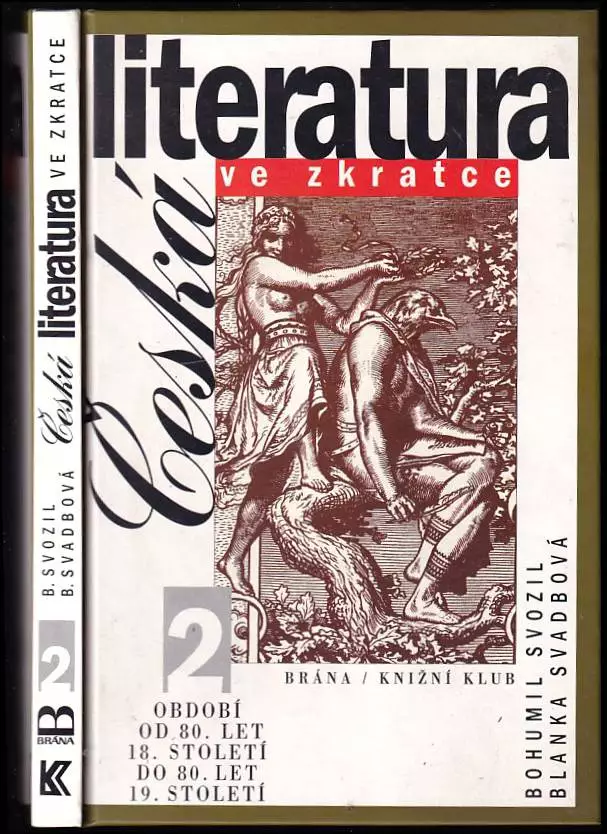 B. SVOZIL
B. SVADBOVÁ
Česká literatura VE ZKRATCE
2
B
BRÁNA
K
literatura
ve zkratce
Česká
2
BRÁNA / KNIŽNÍ KLUB
OBDOBÍ
OD 80. LET
18. STOLETÍ
DO 80. LET
19. STOLETÍ
BOHUMIL SVOZIL
BLANKA SVADBOVÁ